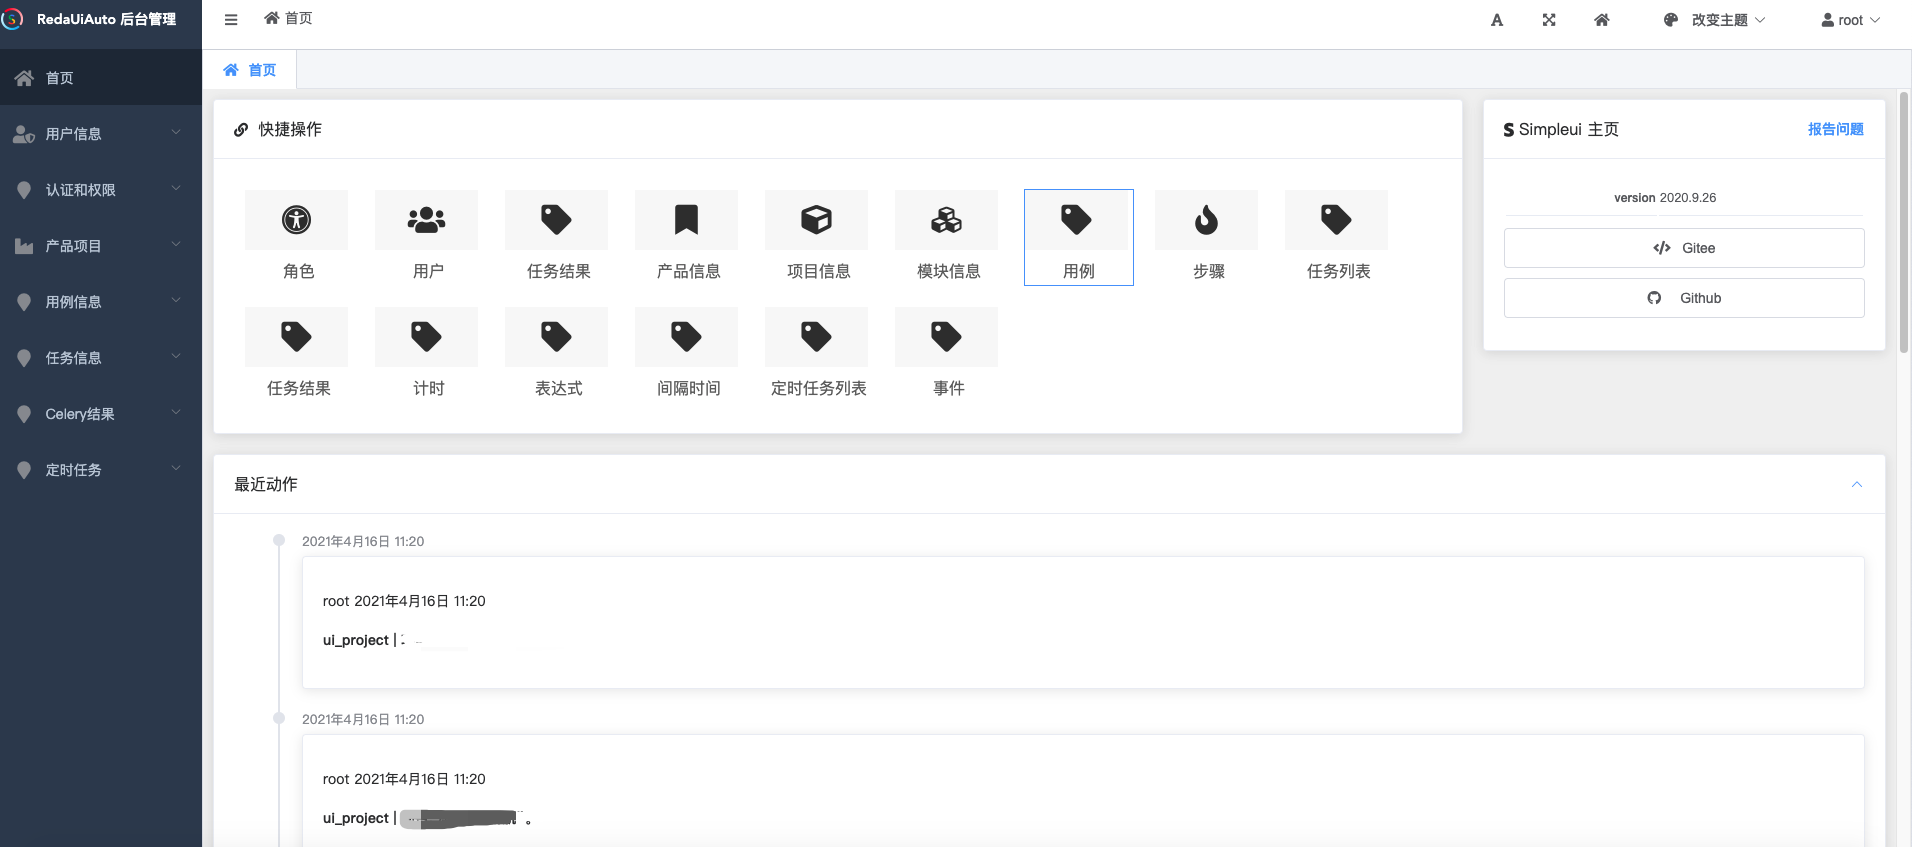 RedaUiAuto 后台管理
首页
改变主题
root
首页
首页
用户信息
认证和权限
产品项目
用例信息
任务信息
Celery结果
定时任务
快捷操作
角色
用户
任务结果
产品信息
项目信息
模块信息
用例
步骤
任务列表
任务结果
计时
表达式
间隔时间
定时任务列表
事件
Simpleui 主页
报告问题
version 2020.9.26
Gitee
Github
最近动作
2021年4月16日 11:20
root 2021年4月16日 11:20
ui_project |
2021年4月16日 11:20
root 2021年4月16日 11:20
ui_project | 。